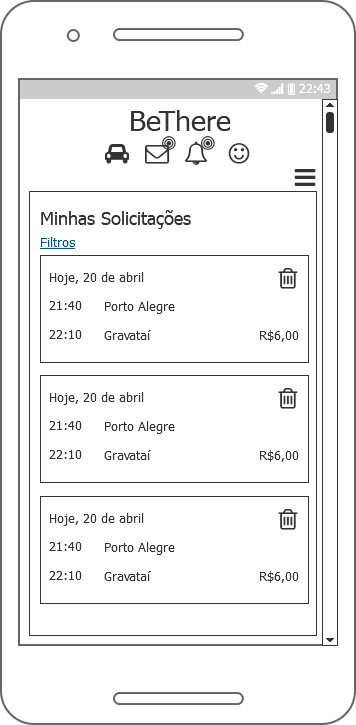 22:43
BeThere
Minhas Solicitações
Filtros
Hoje, 20 de abril
21:40 Porto Alegre
22:10 Gravataí R$6,00
Hoje, 20 de abril
21:40 Porto Alegre
22:10 Gravataí R$6,00
Hoje, 20 de abril
21:40 Porto Alegre
22:10 Gravataí R$6,00